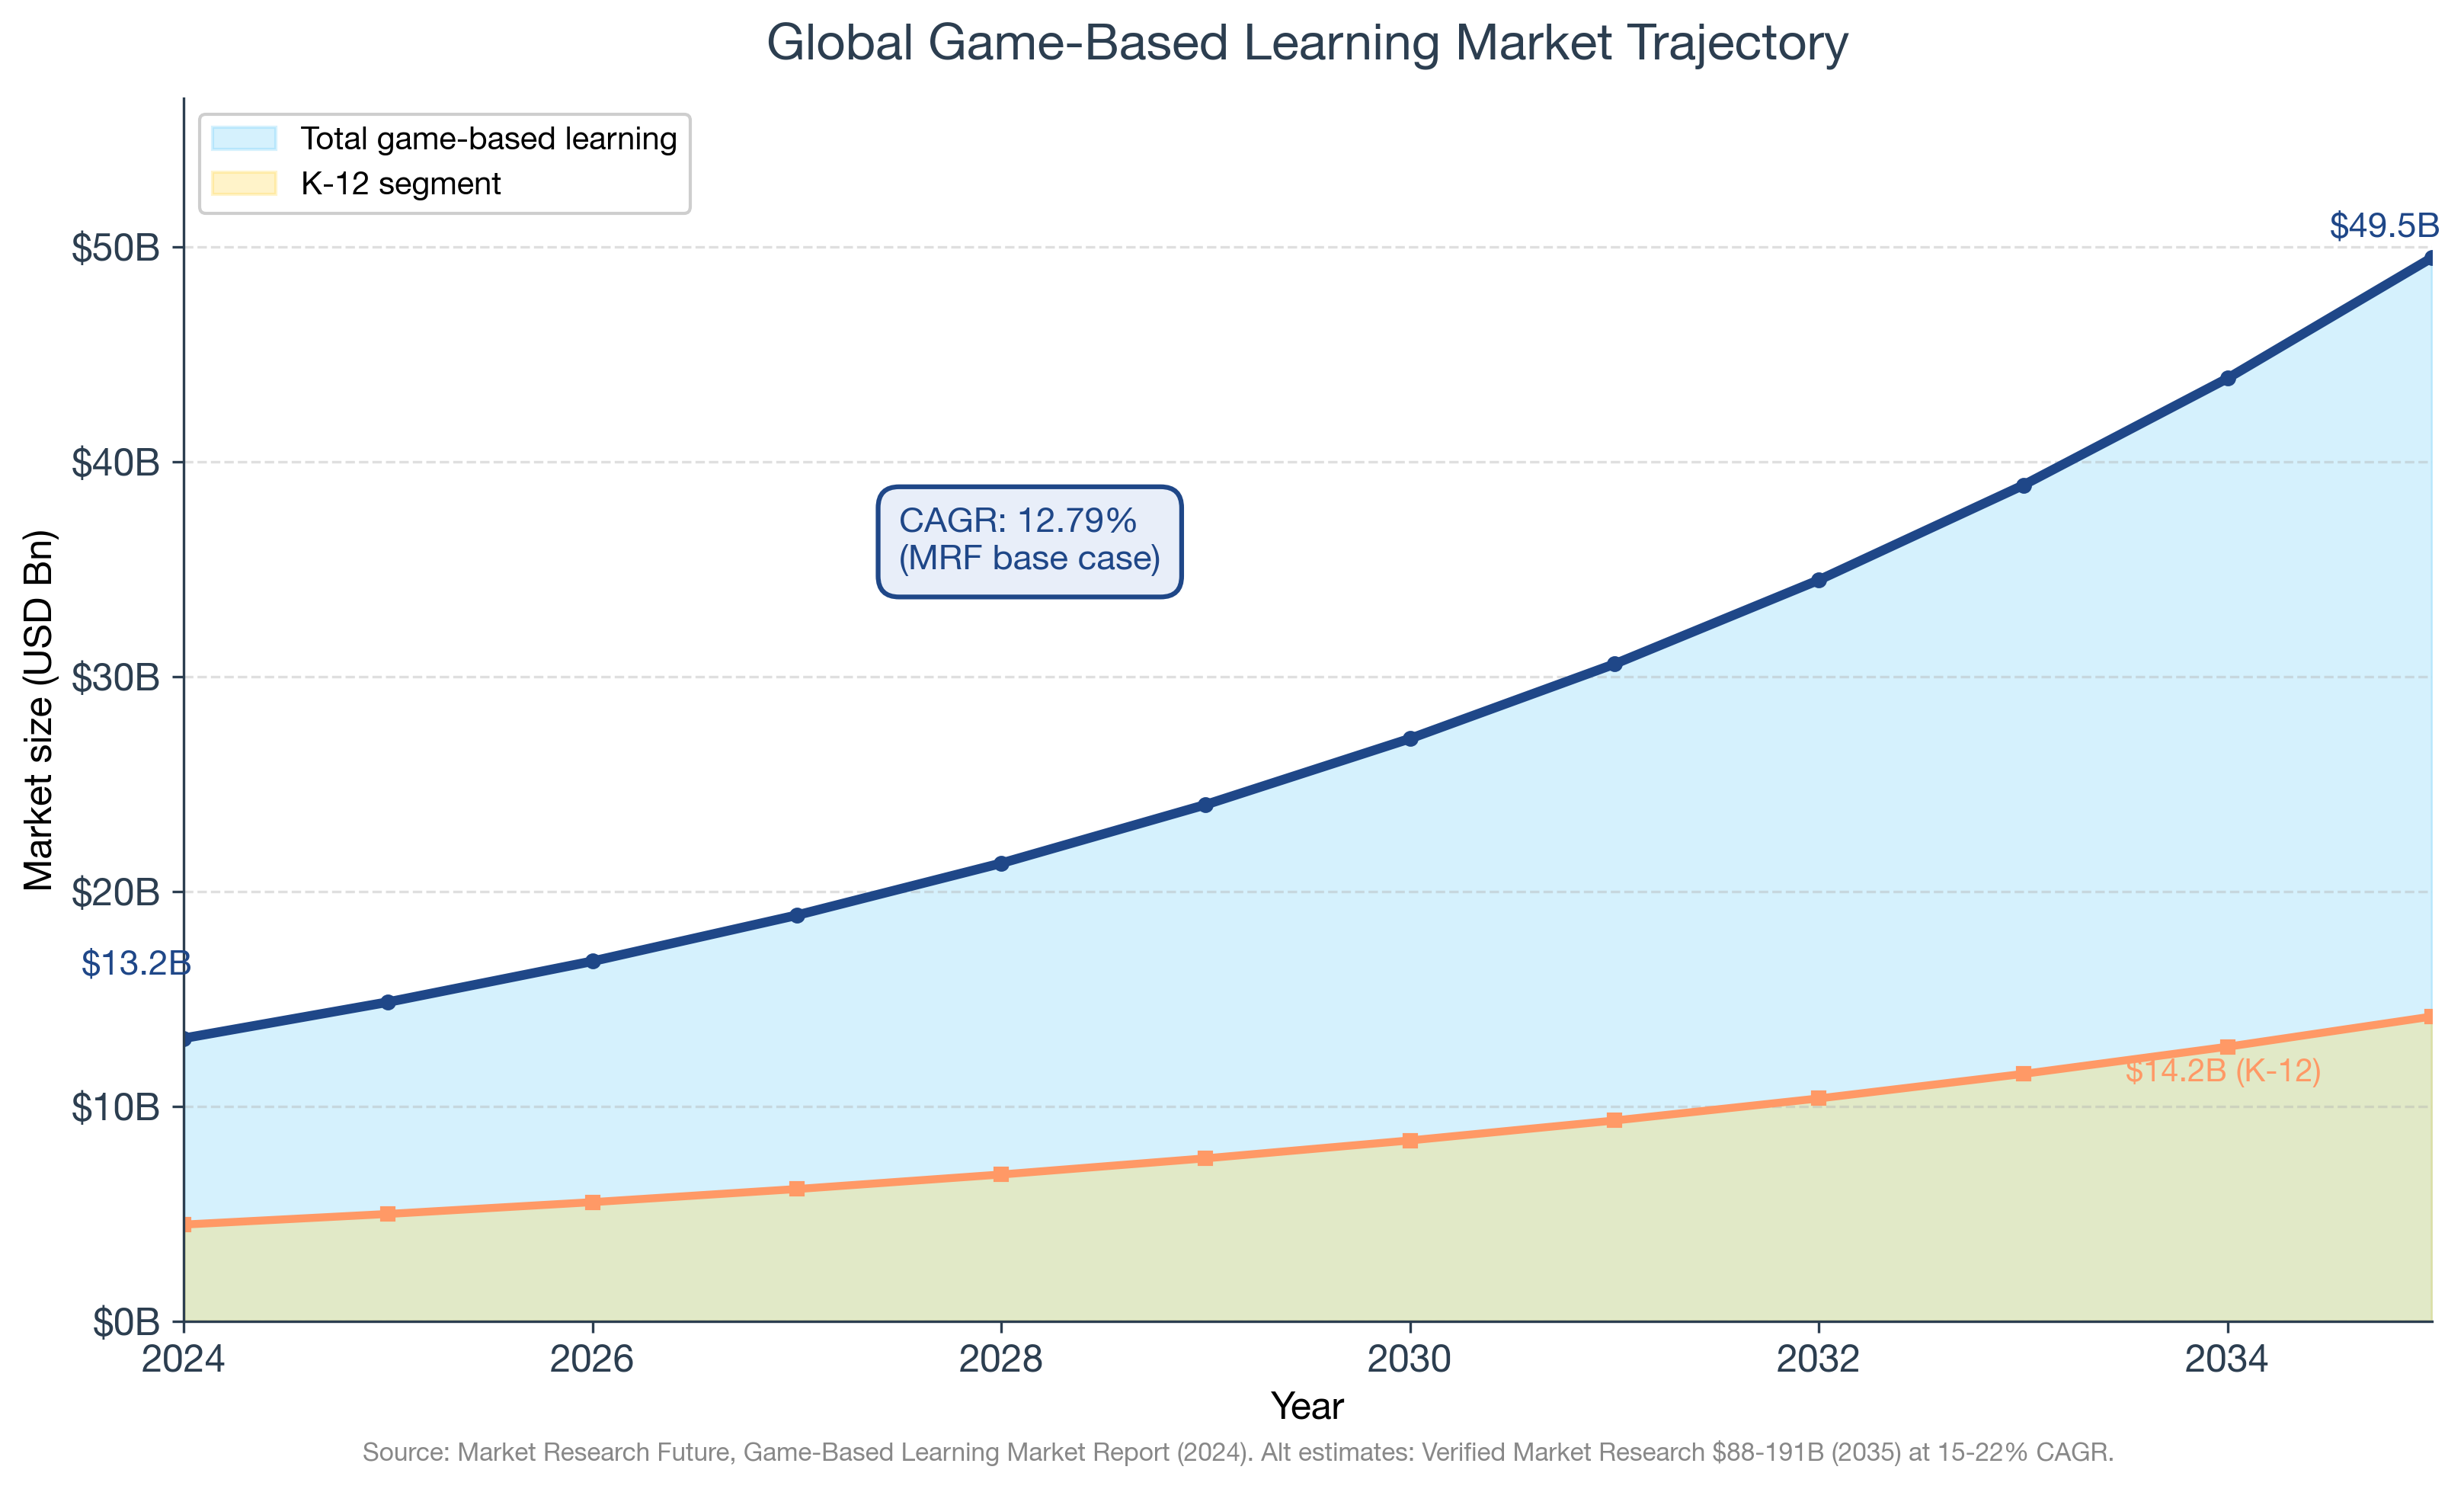 Global Game-Based Learning Market Trajectory
Total game-based learning
K-12 segment
Market size (USD Bn)
$50B
$40B
$30B
$20B
$10B
$0B
$49.5B
CAGR: 12.79%
(MRF base case)
$13.2B
$14.2B (K-12)
2024
2026
2028
2030
2032
2034
Year
Source: Market Research Future, Game-Based Learning Market Report (2024). Alt estimates: Verified Market Research $88-191B (2035) at 15-22% CAGR.